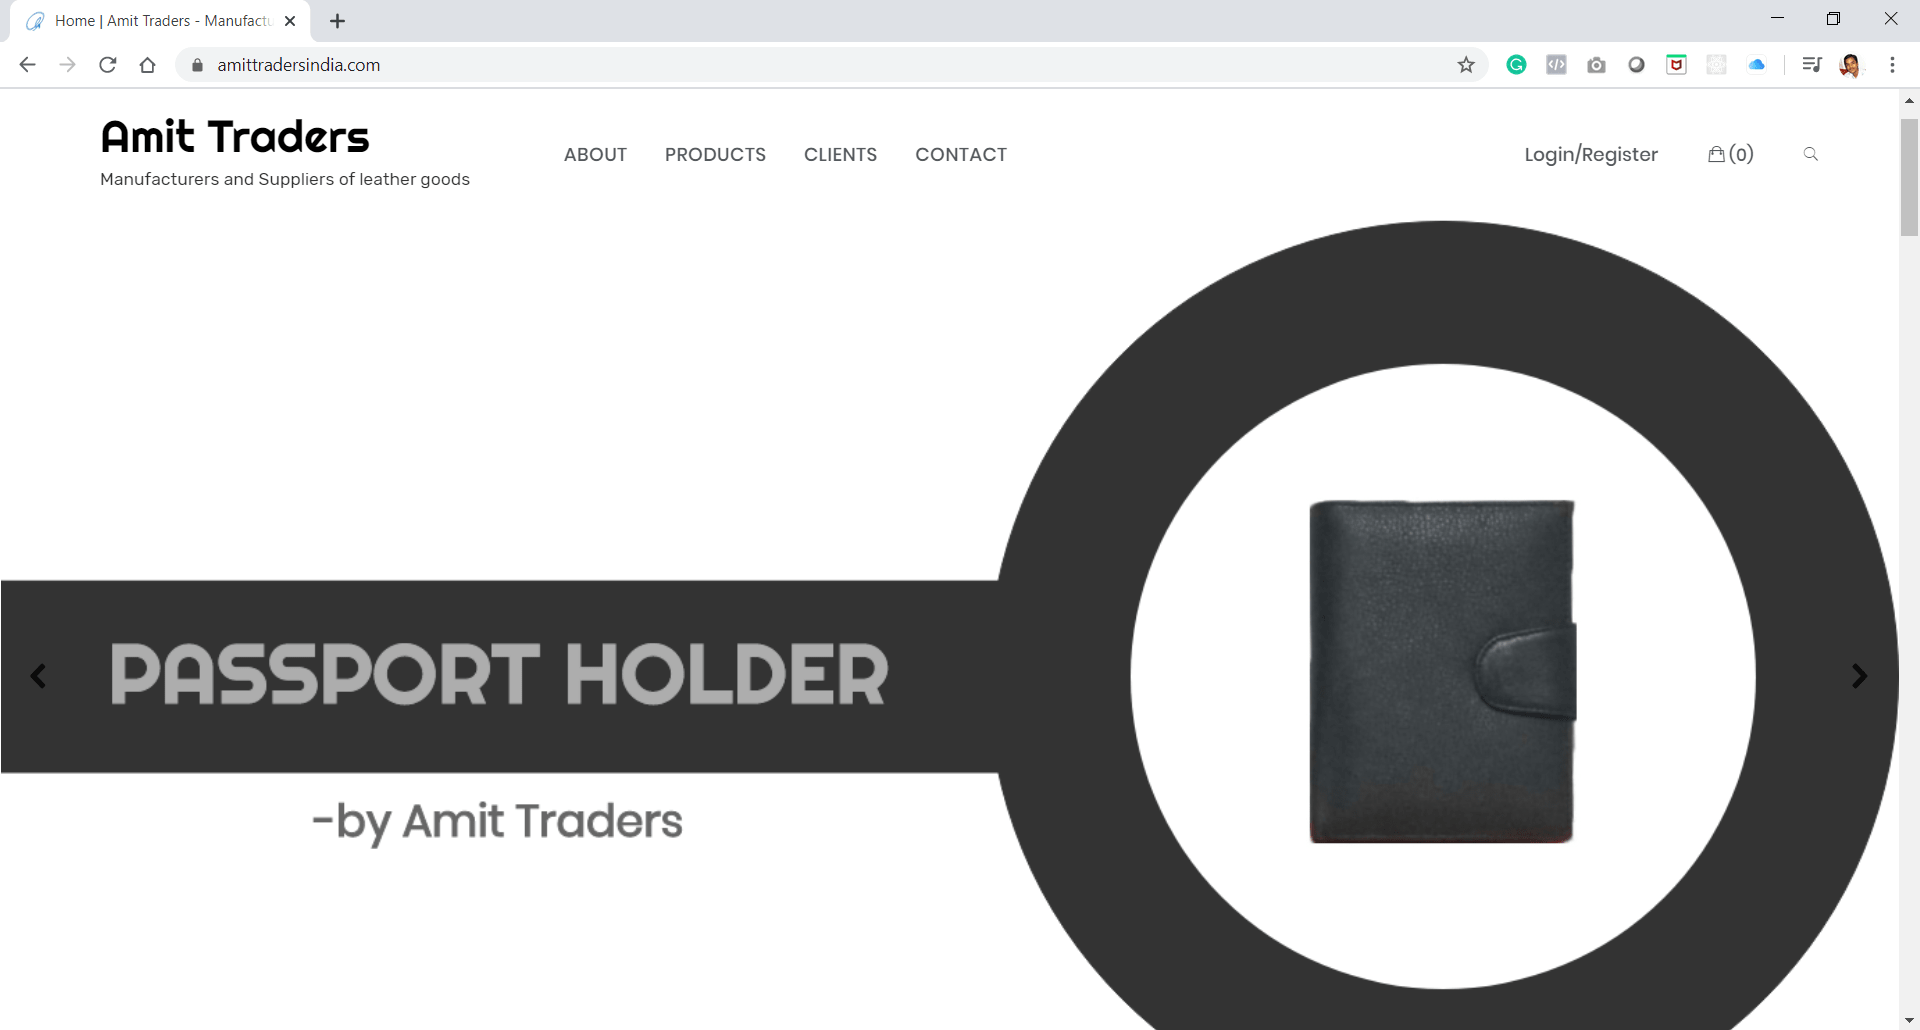 Home | Amit Traders - Manufactu
amittradersindia.com
Amit Traders
Manufacturers and Suppliers of leather goods
ABOUT PRODUCTS CLIENTS CONTACT
Login/Register (0)
PASSPORT HOLDER
-by Amit Traders